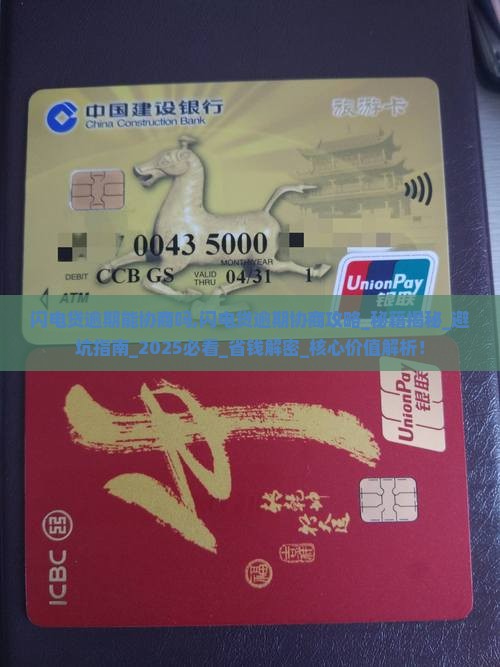 中国建设银行
China Construction Bank
旅游卡
0043 5000
MONTH/YEAR
DEBIT CCB GS VALID THRU 04/31 1
ATM
UnionPay
银联
闪电贷逾期能协商吗,闪电贷逾期协商攻略_秘籍揭秘_避
坑指南_2025必看_省钱解密_核心价值解析!
UnionPay
银联
牛
ICBC
福